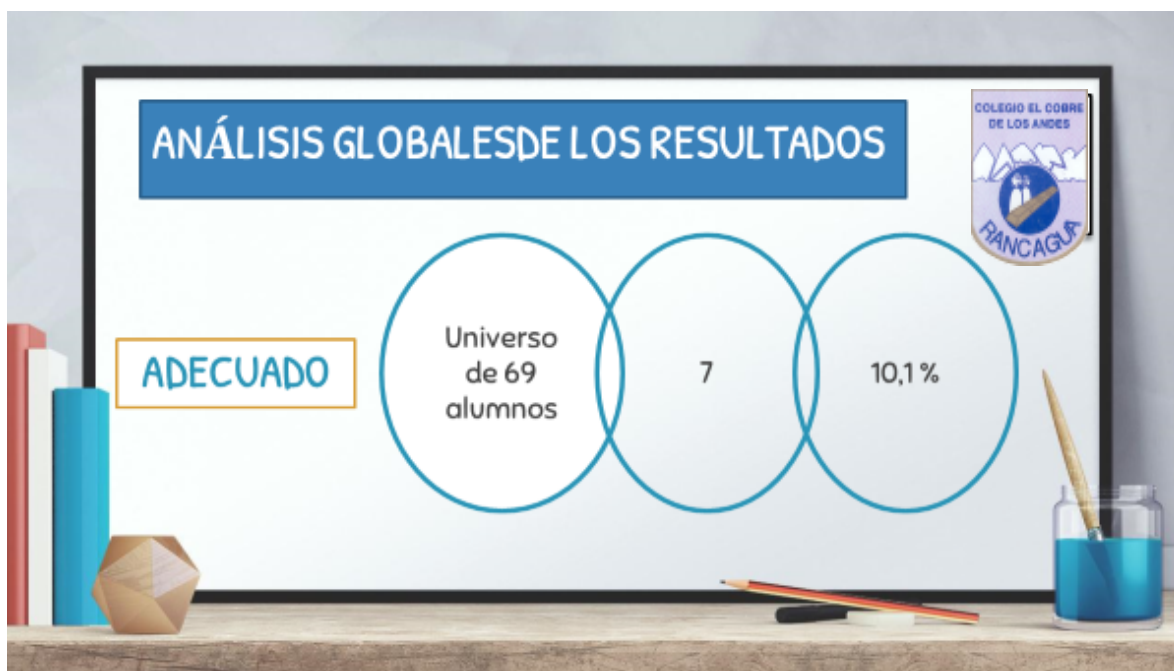 ANÁLISIS GLOBALESDE LOS RESULTADOS
COLEGIO EL COBRE
DE LOS ANDES
RANCAGUA
ADECUADO
Universo
de 69
alumnos
7
10,1 %